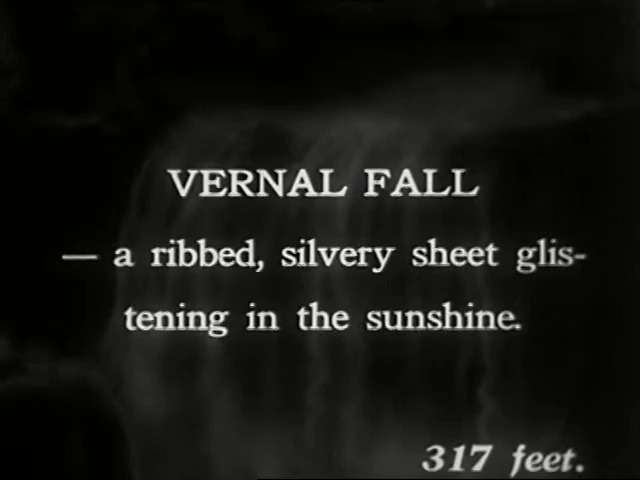 VERNAL FALL
— a ribbed, silvery sheet glis-
tening in the sunshine.
317 feet.